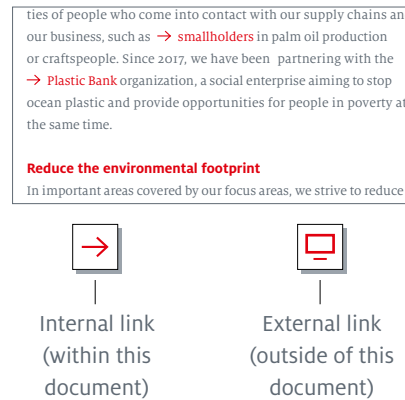 ties of people who come into contact with our supply chains an
our business, such as → smallholders in palm oil production
or craftspeople. Since 2017, we have been partnering with the
→ Plastic Bank organization, a social enterprise aiming to stop
ocean plastic and provide opportunities for people in poverty at
the same time.
Reduce the environmental footprint
In important areas covered by our focus areas, we strive to reduce
Internal link
(within this
document)
External link
(outside of this
document)